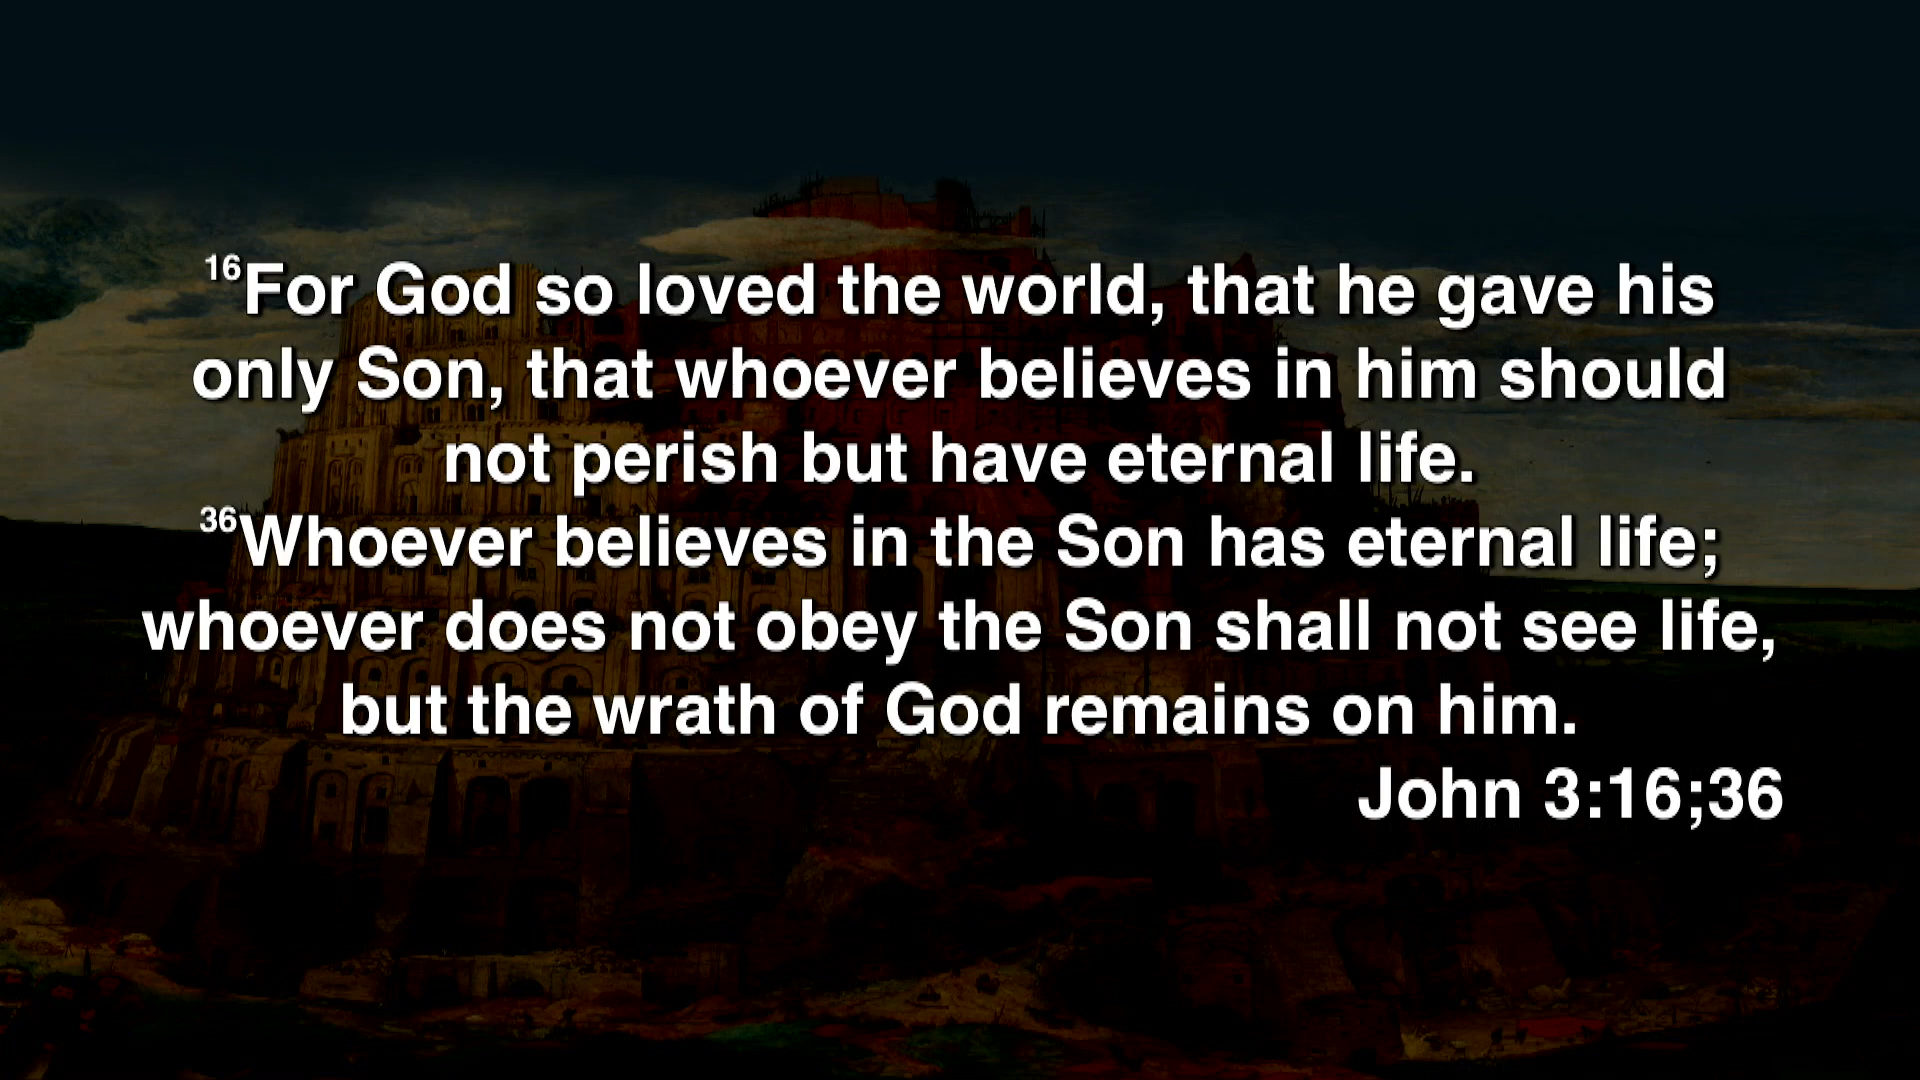 16For God so loved the world, that he gave his
only Son, that whoever believes in him should
not perish but have eternal life.
36Whoever believes in the Son has eternal life;
whoever does not obey the Son shall not see life,
but the wrath of God remains on him.
John 3:16;36